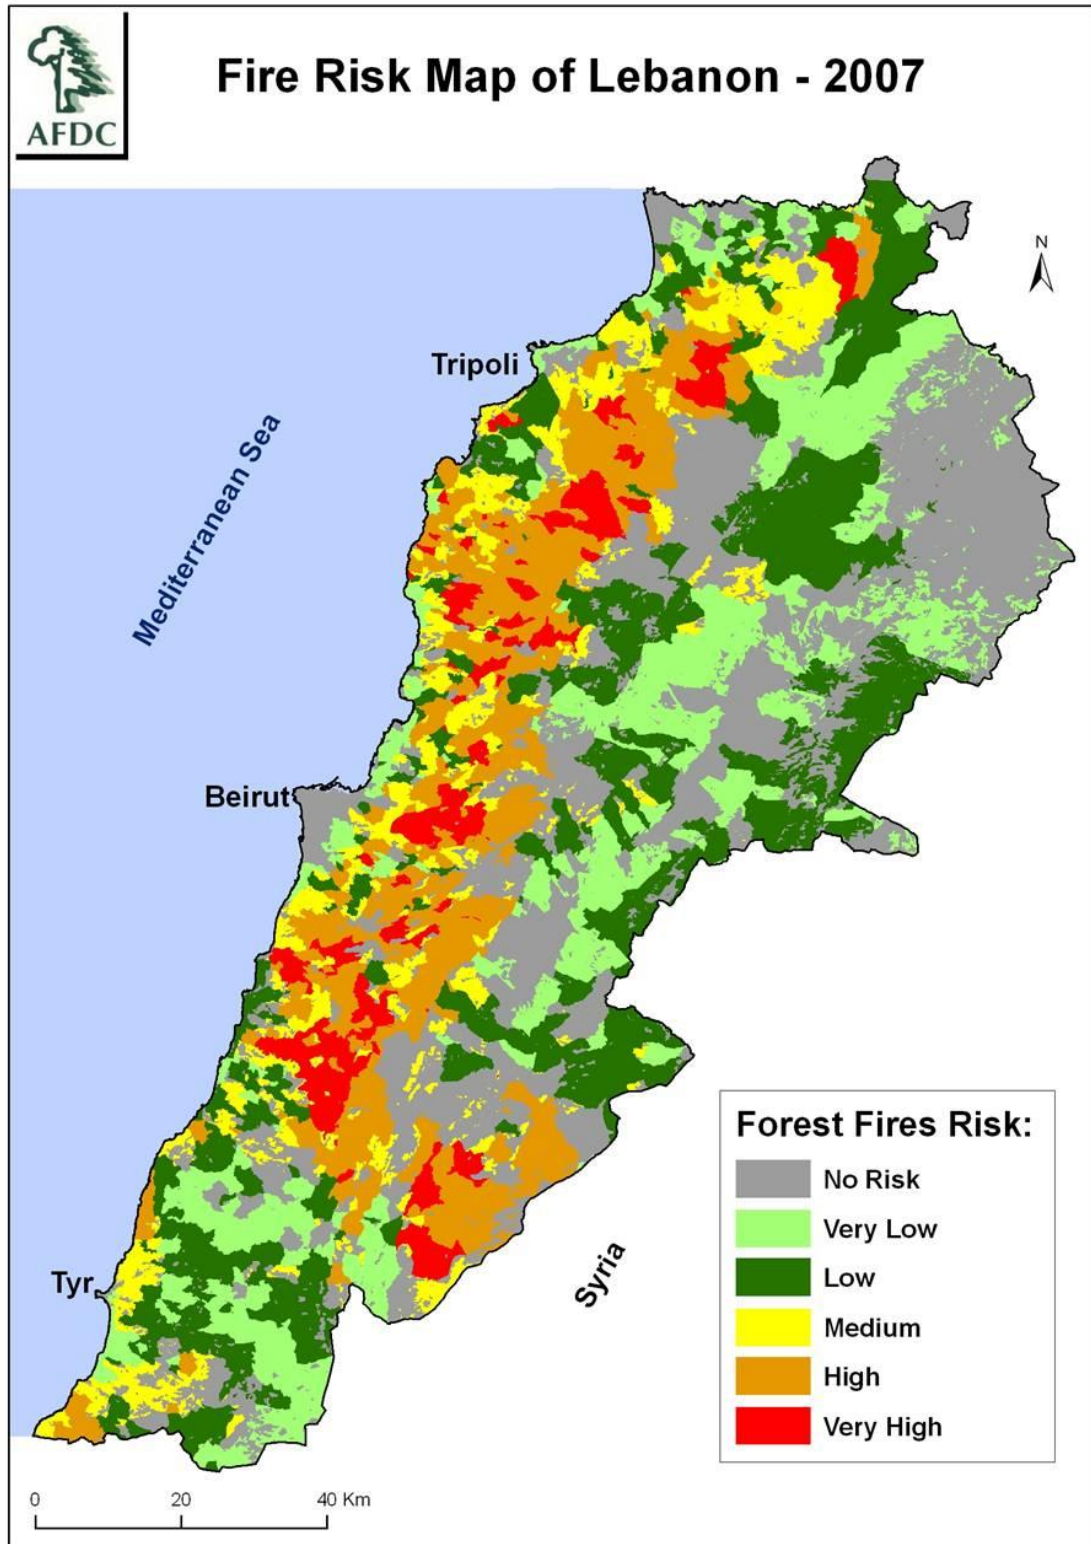 AFDC
Fire Risk Map of Lebanon - 2007
N
Tripoli
Mediterranean Sea
Beirut
Syria
Tyr
Forest Fires Risk:
No Risk
Very Low
Low
Medium
High
Very High
0 20 40 Km